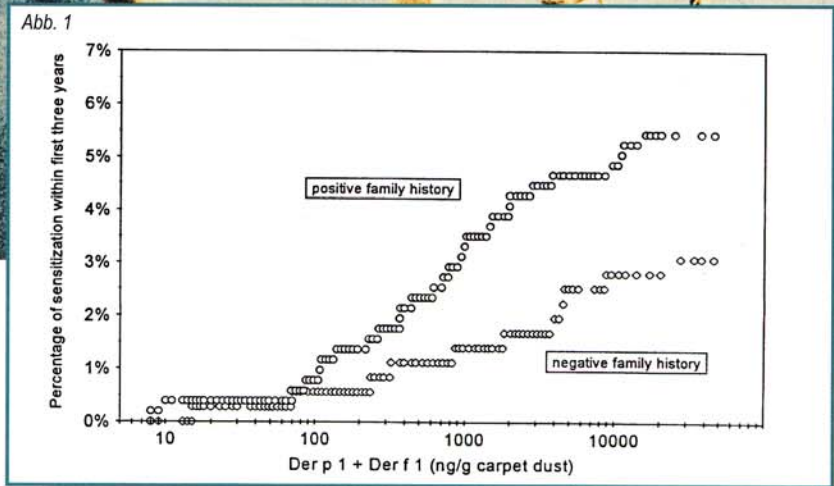 Abb. 1
Percentage of sensitization within first three years
7%
6%
5%
4%
3%
2%
1%
0%
positive family history
negative family history
10
100
1000
10000
Der p 1 + Der f 1 (ng/g carpet dust)